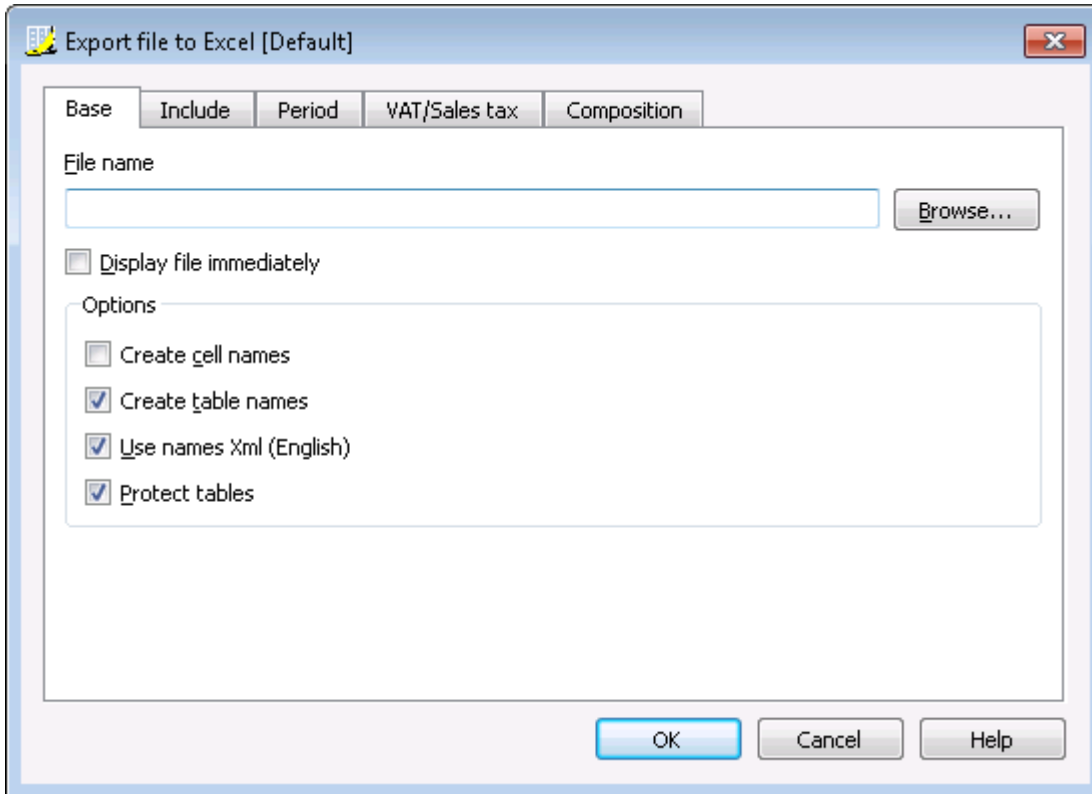 Export file to Excel [Default]
Base Include Period VAT/Sales tax Composition
File name
Browse...
Display file immediately
Options
Create cell names
Create table names
Use names Xml (English)
Protect tables
OK Cancel Help